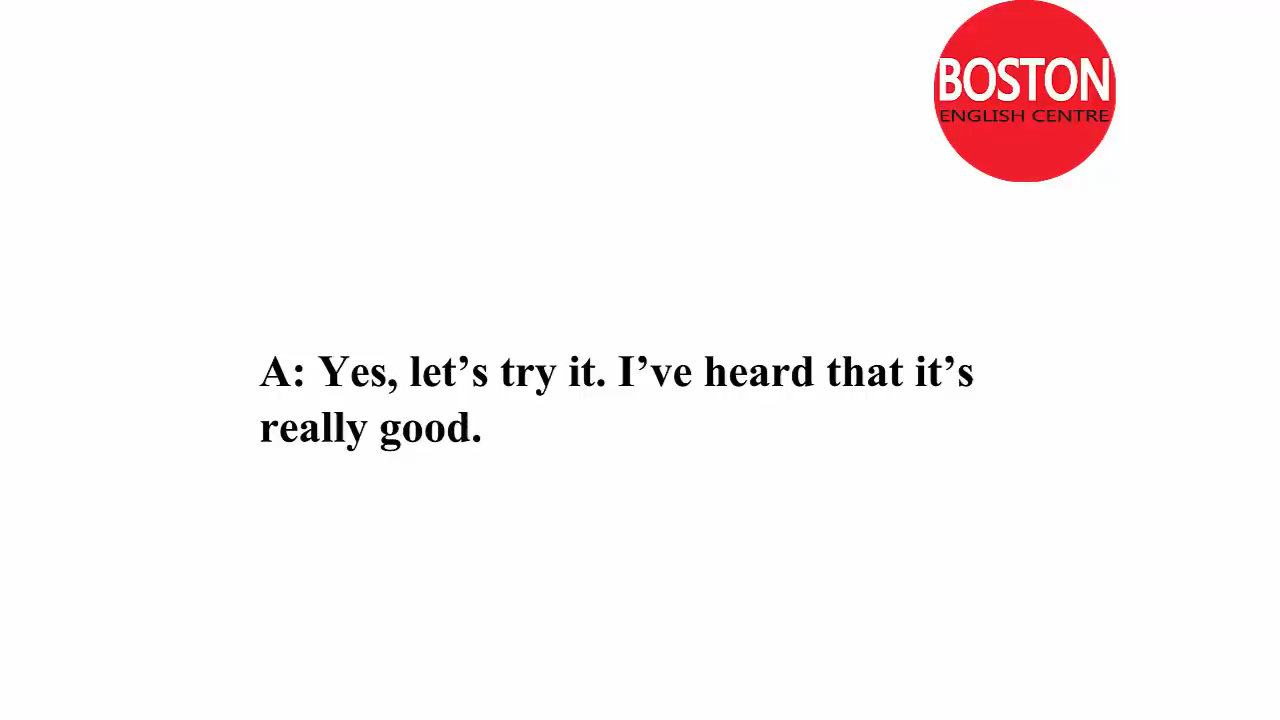 BOSTON
ENGLISH CENTRE
A: Yes, let’s try it. I’ve heard that it’s
really good.